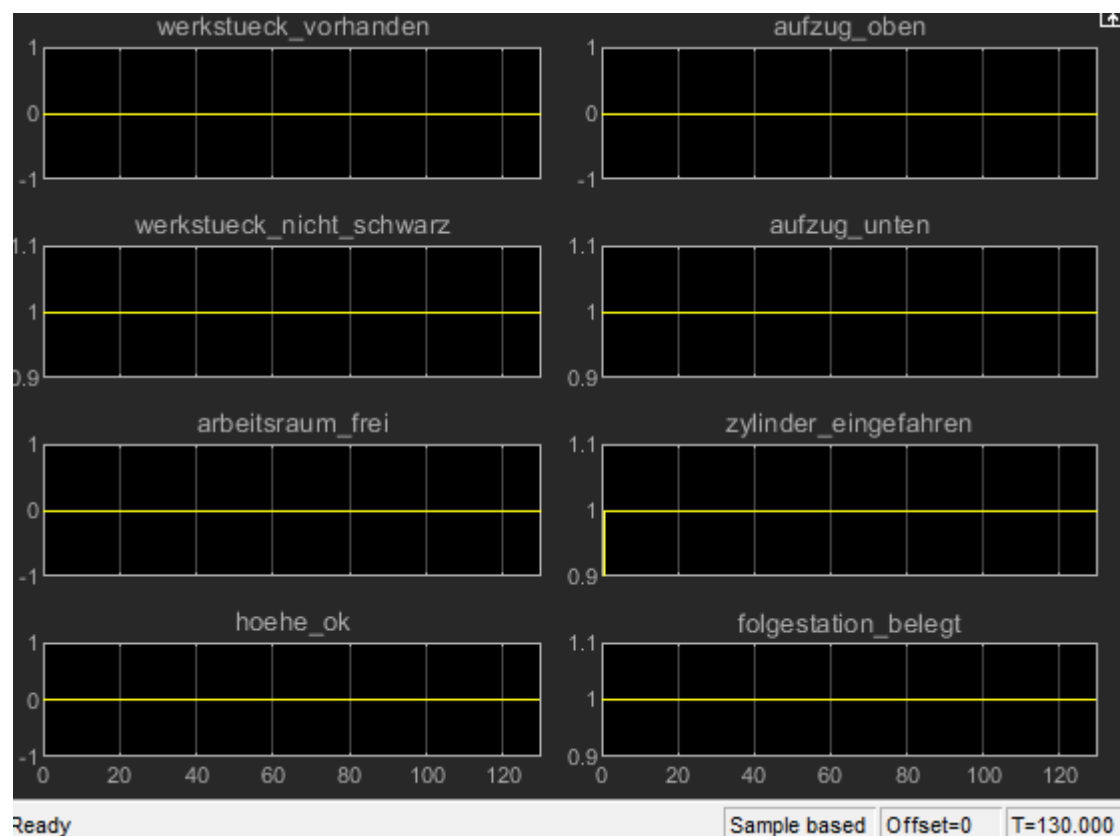 werkstueck_vorhanden
1
0
-1
aufzug_oben
1
0
-1
werkstueck_nicht_schwarz
1.1
1
0.9
aufzug_unten
1.1
1
0.9
arbeitsraum_frei
1
0
-1
zylinder_eingefahren
1.1
1
0.9
hoehe_ok
1
0
-1
0 20 40 60 80 100 120
folgestation_belegt
1.1
1
0.9
0 20 40 60 80 100 120
Ready Sample based Offset=0 T=130.000